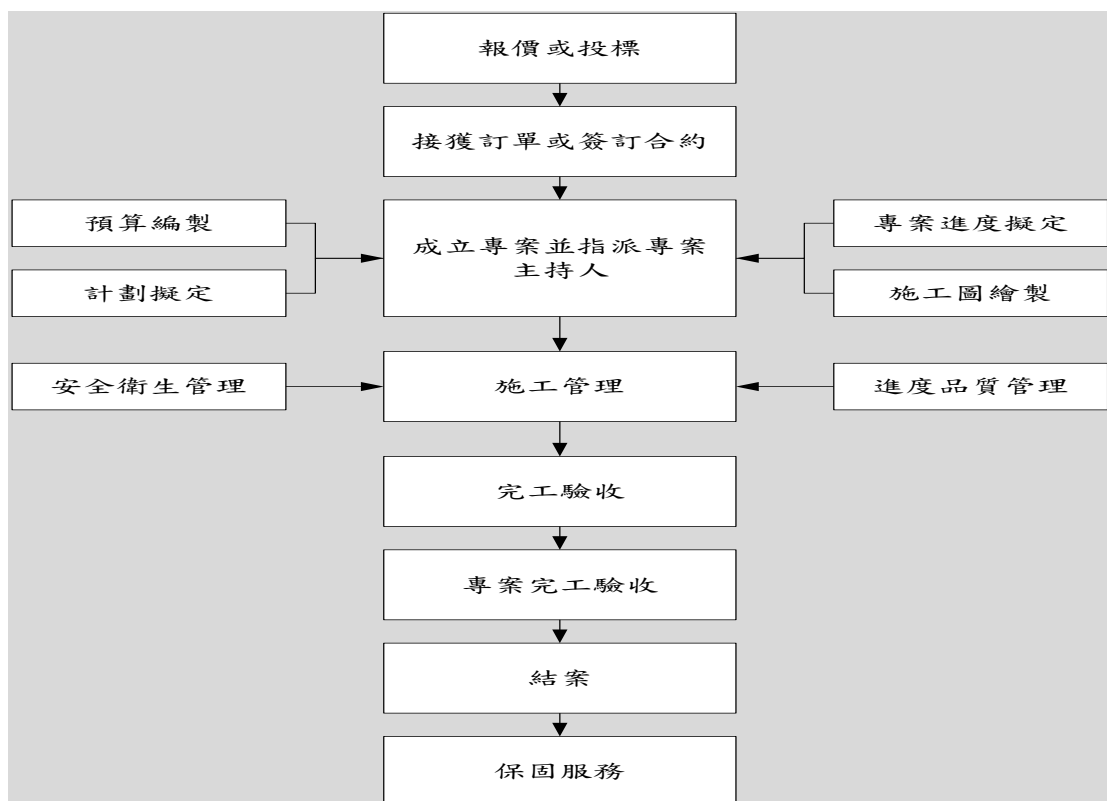 報價或投標
接獲訂單或簽訂合約
預算編製
專案進度擬定
成立專案並指派專案
主持人
計劃擬定
施工圖繪製
安全衛生管理
施工管理
進度品質管理
完工驗收
專案完工驗收
結案
保固服務